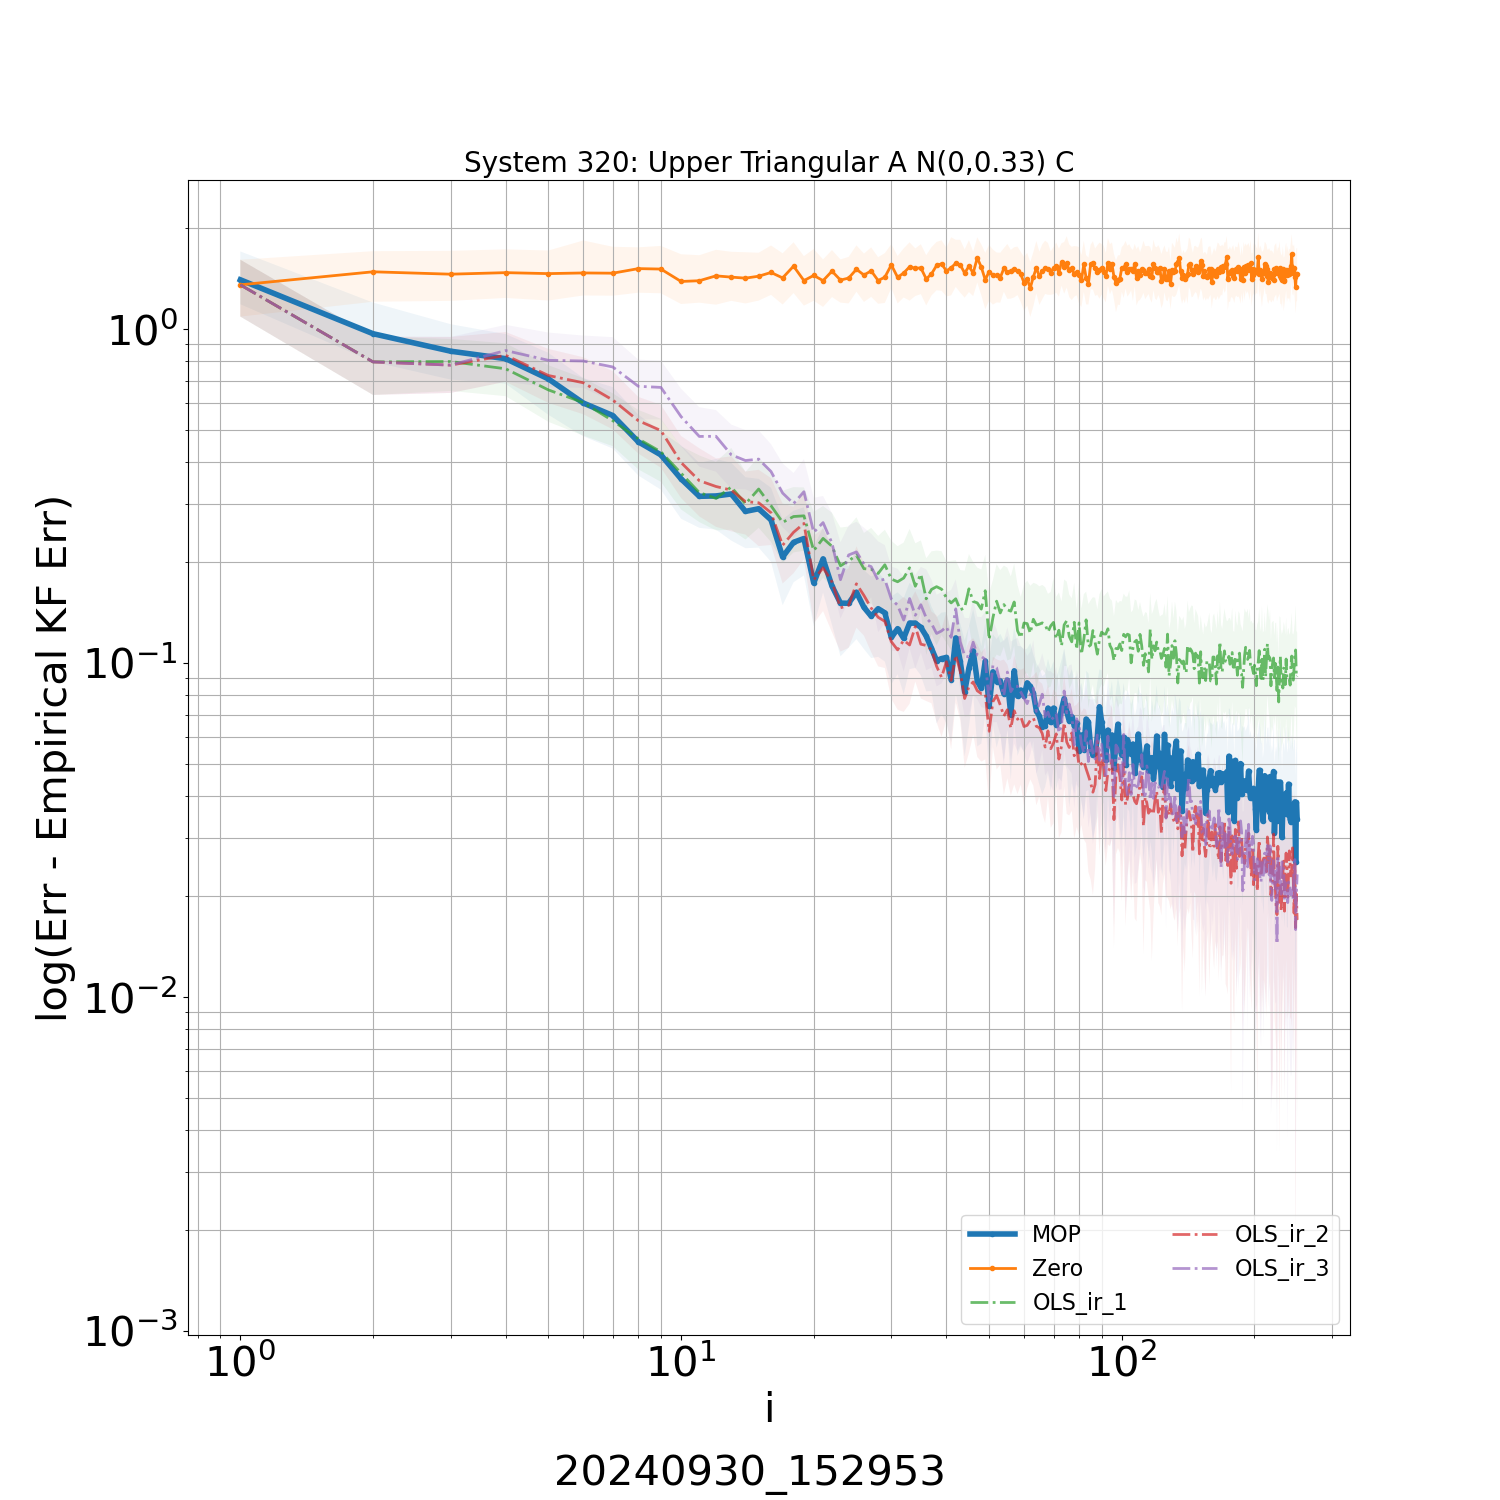 System 320: Upper Triangular A N(0,0.33) C
log(Err - Empirical KF Err)
10⁰
10⁻¹
10⁻²
10⁻³
MOP
Zero
OLS_ir_1
OLS_ir_2
OLS_ir_3
10⁰
10¹
10²
i
20240930_152953